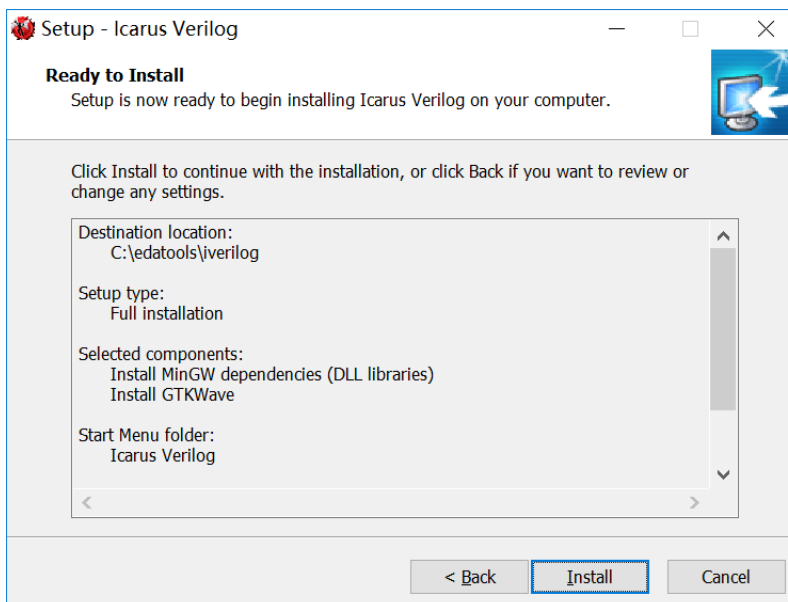 Setup - Icarus Verilog
Ready to Install
Setup is now ready to begin installing Icarus Verilog on your computer.
Click Install to continue with the installation, or click Back if you want to review or
change any settings.
Destination location:
C:\edatools\iverilog
Setup type:
Full installation
Selected components:
Install MinGW dependencies (DLL libraries)
Install GTKWave
Start Menu folder:
Icarus Verilog
< Back
Install
Cancel